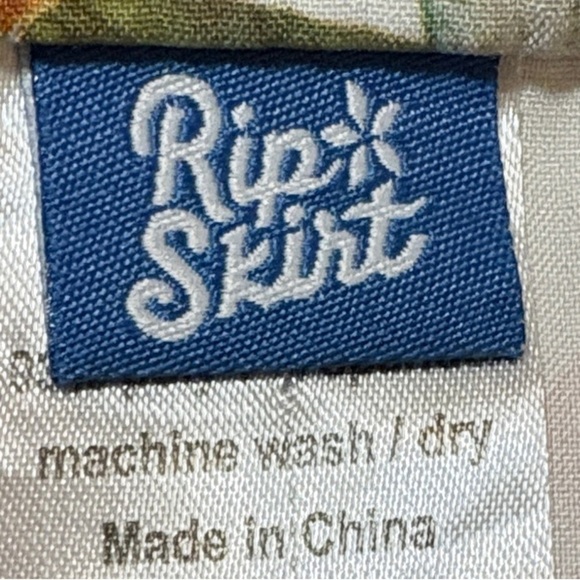 Rip
Skirt
machine wash / dry
Made in China